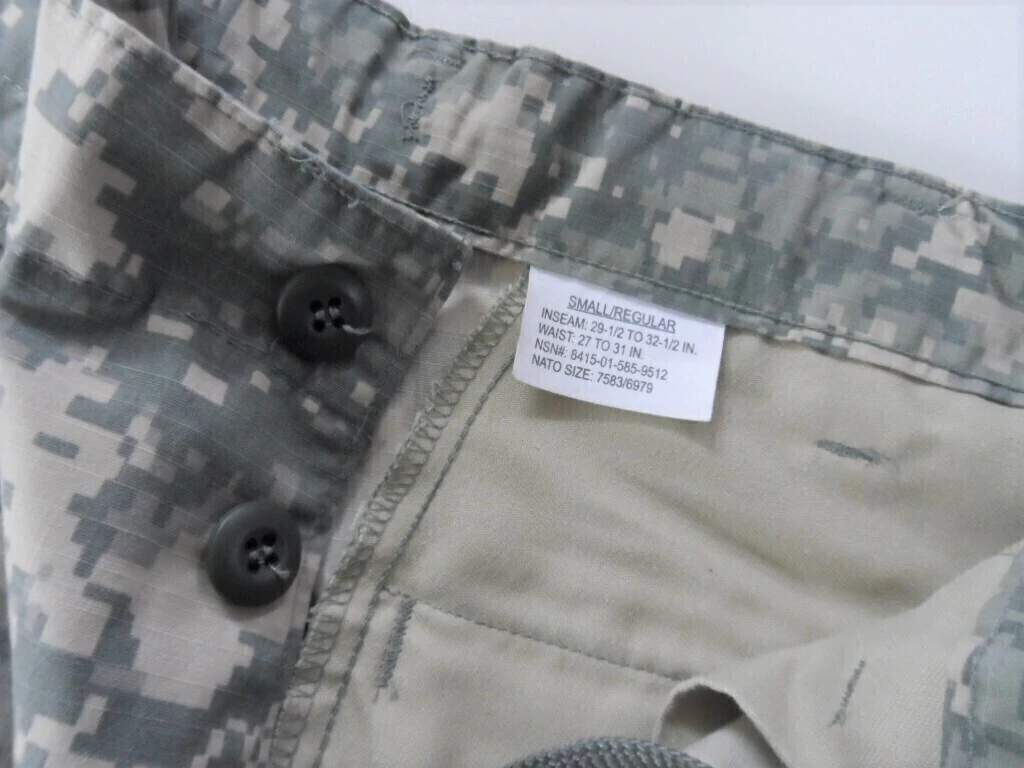 SMALL/REGULAR
INSEAM: 29-1/2 TO 32-1/2 IN.
WAIST: 27 TO 31 IN.
NSN#: 8415-01-585-9512
NATO SIZE: 7583/6979